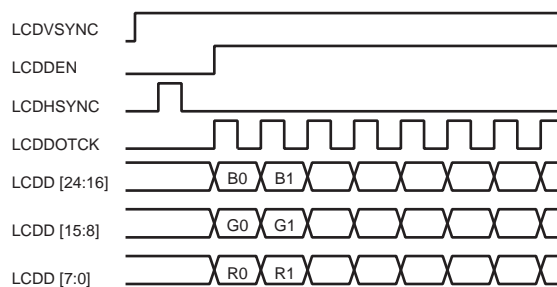 LCDVSYNC
LCDDEN
LCDHSYNC
LCDDOTCK
LCDD [24:16] B0 B1
LCDD [15:8] G0 G1
LCDD [7:0] R0 R1